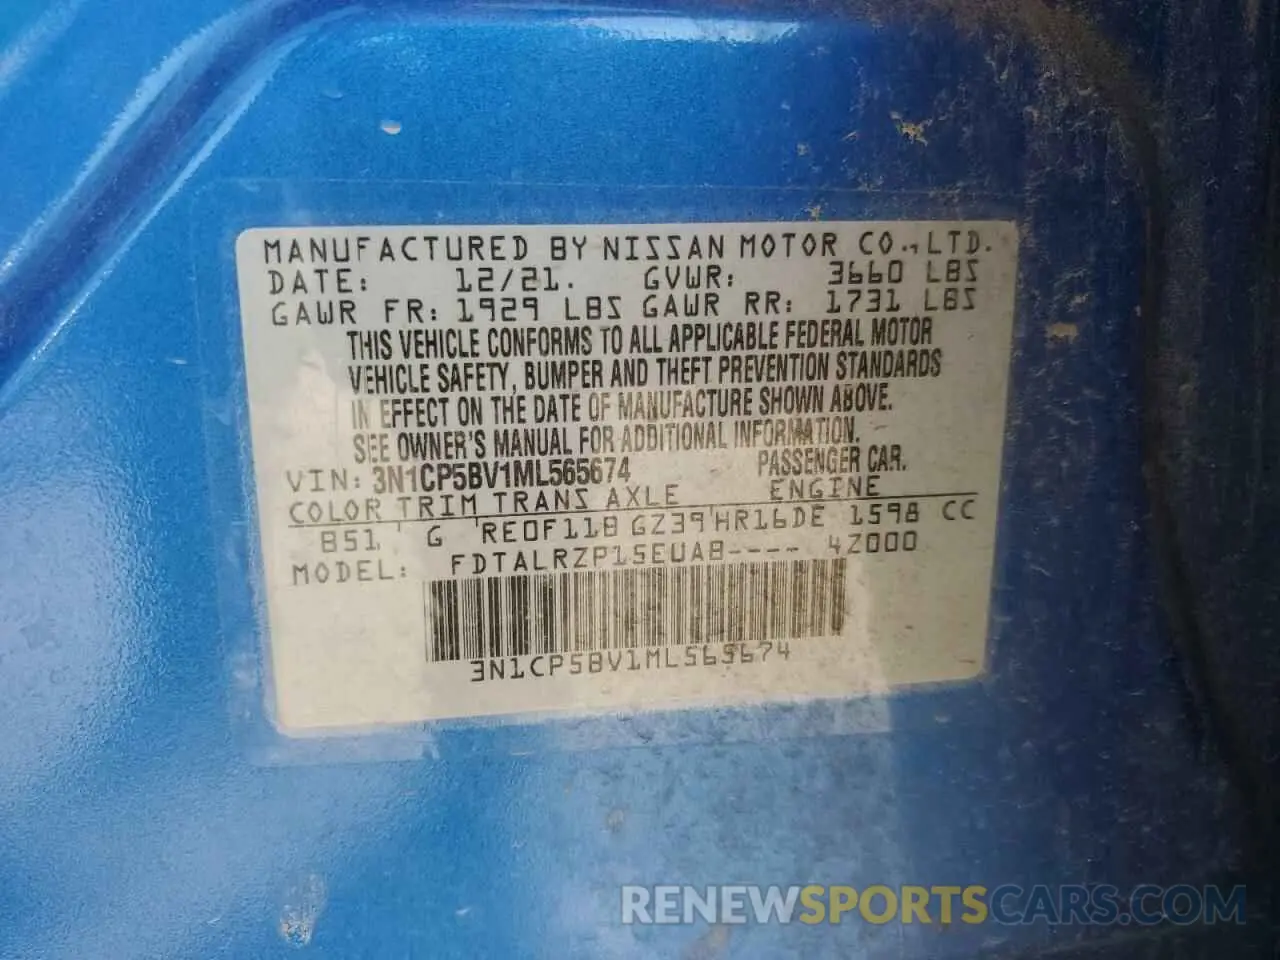 MANUFACTURED BY NISSAN MOTOR CO., LTD.
DATE: 12/21. GVWR: 3660 LBS
GAWR FR: 1929 LBS GAWR RR: 1731 LBS
THIS VEHICLE CONFORMS TO ALL APPLICABLE FEDERAL MOTOR
VEHICLE SAFETY, BUMPER AND THEFT PREVENTION STANDARDS
IN EFFECT ON THE DATE OF MANUFACTURE SHOWN ABOVE.
SEE OWNER'S MANUAL FOR ADDITIONAL INFORMATION.
VIN: 3N1CP5BV1ML565674 PASSENGER CAR.
COLOR TRIM TRANS AXLE ENGINE
B51 G RE0F11B GZ39 HR16DE 1598 CC
MODEL: FDTALRZP15EUAB---- 4Z000
3N1CP5BV1ML565674
RENEWSPORTSCARS.COM